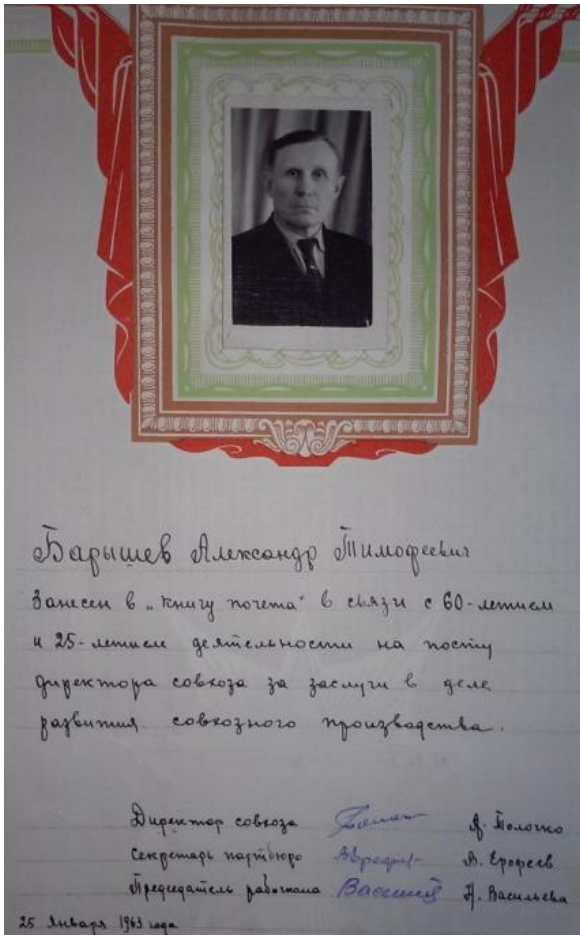 Барышев Александр Тимофеевич
Занесен в „книгу почета" в связи с 60-летием
и 25-летием деятельности на посту
директора совхоза за заслуги в деле
развития совхозного производства.
Директор совхоза А. Толочко
Секретарь партбюро А. Ерофеев
Председатель рабочкома Н. Васильева
25 Января 1963 года